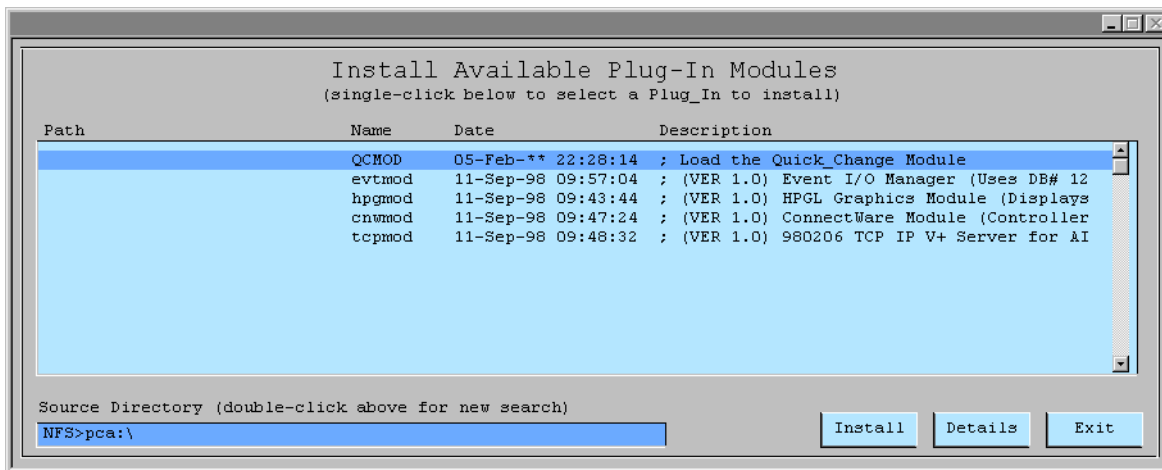 Install Available Plug-In Modules
(single-click below to select a Plug_In to install)
Path Name Date Description
QCMOD 05-Feb-** 22:28:14 ; Load the Quick_Change Module
evtmod 11-Sep-98 09:57:04 ; (VER 1.0) Event I/O Manager (Uses DB# 12
hpgmod 11-Sep-98 09:43:44 ; (VER 1.0) HPGL Graphics Module (Displays
cnwmod 11-Sep-98 09:47:24 ; (VER 1.0) ConnectWare Module (Controller
tcpmod 11-Sep-98 09:48:32 ; (VER 1.0) 980206 TCP IP V+ Server for AI
Source Directory (double-click above for new search)
NFS>pca:\
Install Details Exit